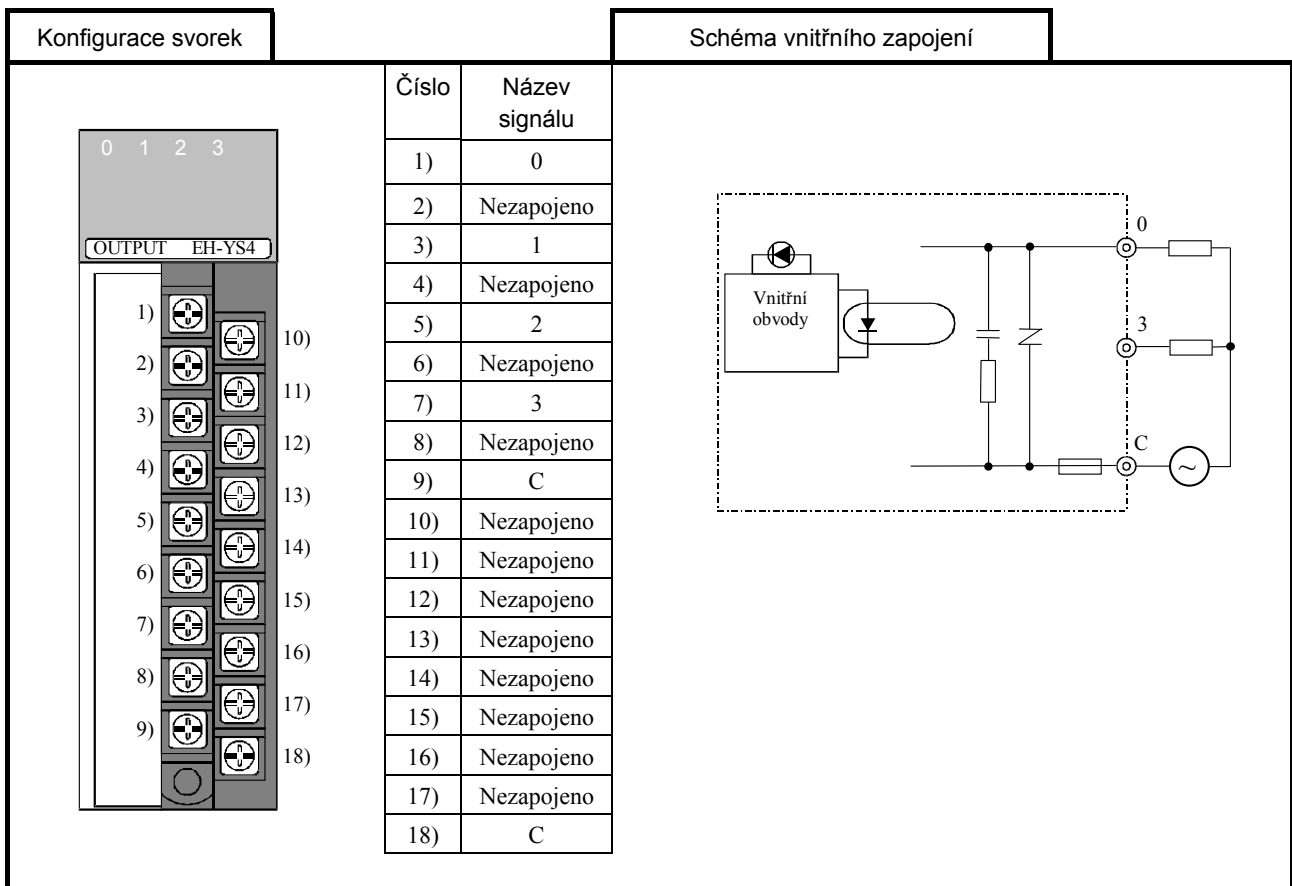 Konfigurace svorek
Schéma vnitřního zapojení
0 1 2 3
OUTPUT EH-YS4
1)
2)
3)
4)
5)
6)
7)
8)
9)
10)
11)
12)
13)
14)
15)
16)
17)
18)
Číslo Název signálu
1) 0
2) Nezapojeno
3) 1
4) Nezapojeno
5) 2
6) Nezapojeno
7) 3
8) Nezapojeno
9) C
10) Nezapojeno
11) Nezapojeno
12) Nezapojeno
13) Nezapojeno
14) Nezapojeno
15) Nezapojeno
16) Nezapojeno
17) Nezapojeno
18) C
Vnitřní
obvody
0
3
C
~